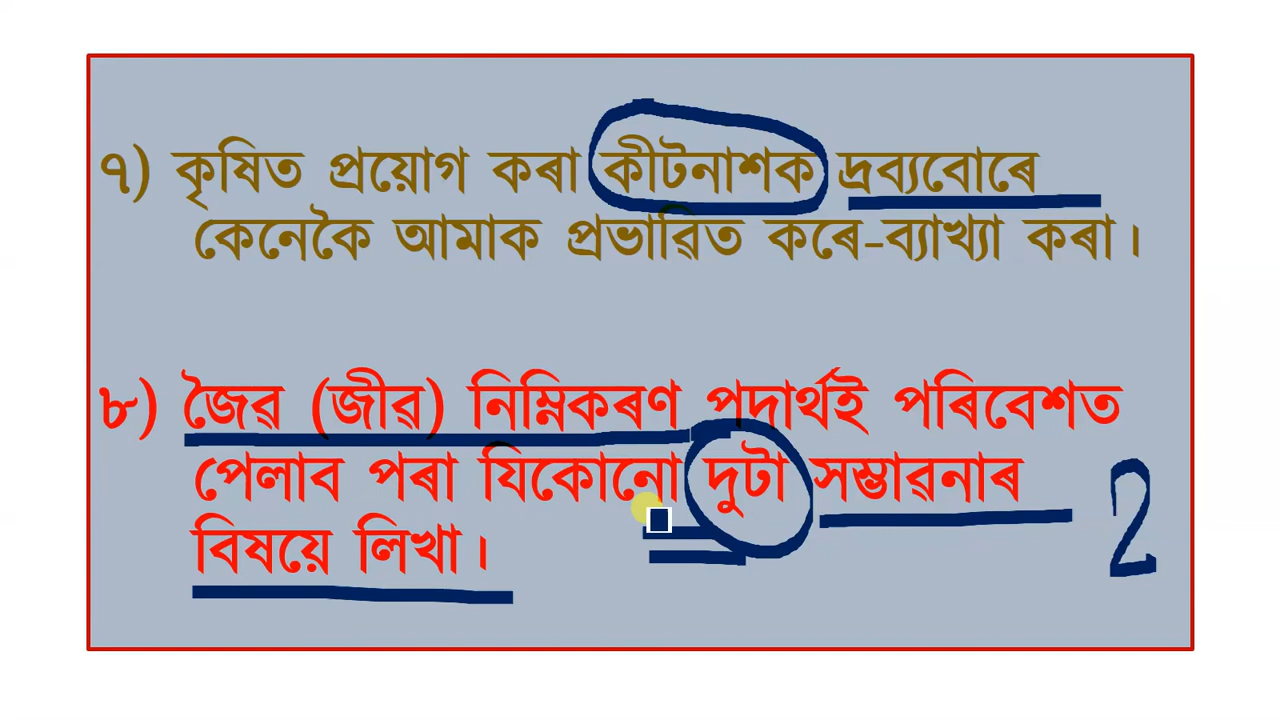 ৭) কৃষিত প্ৰয়োগ কৰা কীটনাশক দ্ৰব্যবোৰে
কেনেকৈ আমাক প্ৰভাৱিত কৰে-ব্যাখ্যা কৰা।
৮) জৈৱ (জীৱ) নিম্নিকৰণ পদাৰ্থই পৰিবেশত
পেলাব পৰা যিকোনো দুটা সম্ভাৱনাৰ
বিষয়ে লিখা।
2